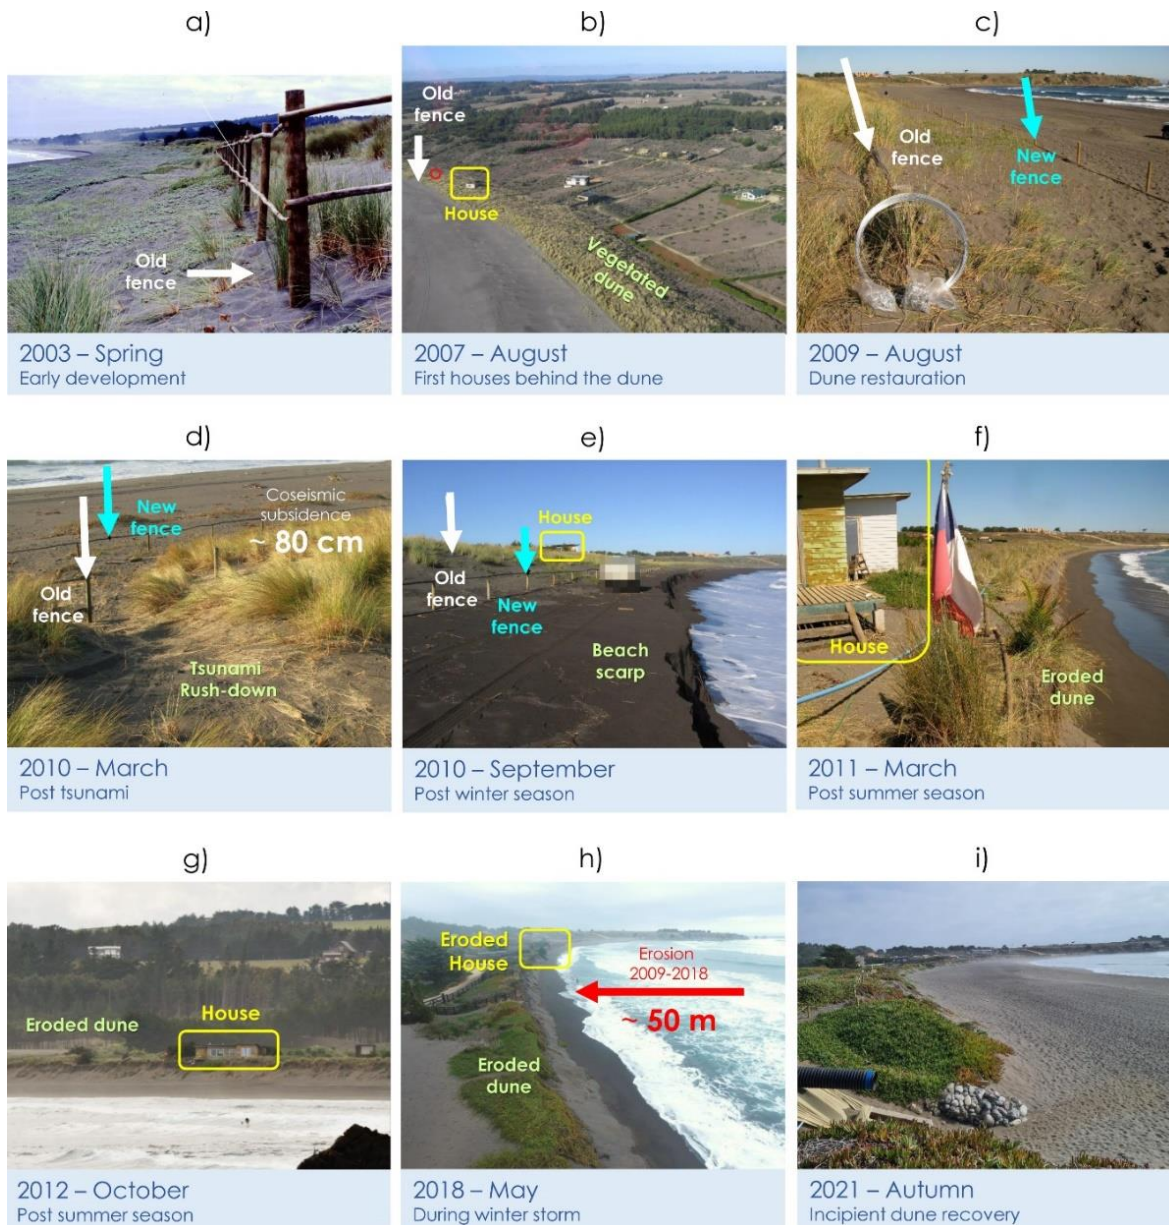 a)
b)
c)
Old
fence
2003 – Spring
Early development
Old
fence
House
Vegetated
dune
2007 – August
First houses behind the dune
Old
fence
New
fence
2009 – August
Dune restauration
d)
e)
f)
New
fence
Coseismic
subsidence
~ 80 cm
Old
fence
Tsunami
Rush-down
2010 – March
Post tsunami
Old
fence
House
New
fence
Beach
scarp
2010 – September
Post winter season
House
Eroded
dune
2011 – March
Post summer season
g)
h)
i)
House
Eroded dune
2012 – October
Post summer season
Eroded
House
Erosion
2009-2018
~ 50 m
Eroded
dune
2018 – May
During winter storm
2021 – Autumn
Incipient dune recovery